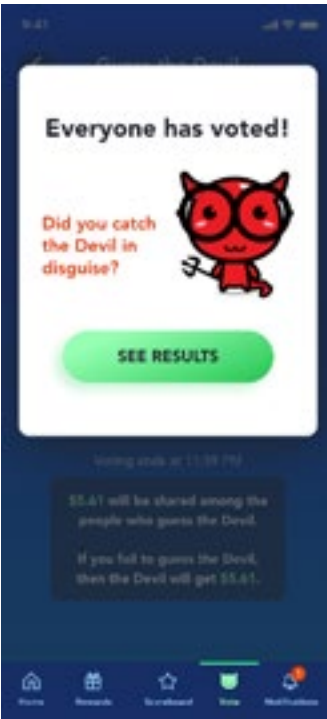 9:41
Guess the Devil
Everyone has voted!
Did you catch
the Devil in
disguise?
SEE RESULTS
Voting ends at 11:59 PM
$5.61 will be shared among the
people who guess the Devil.
If you fail to guess the Devil,
then the Devil will get $5.61.
Home Rewards Scoreboard Vote Notifications